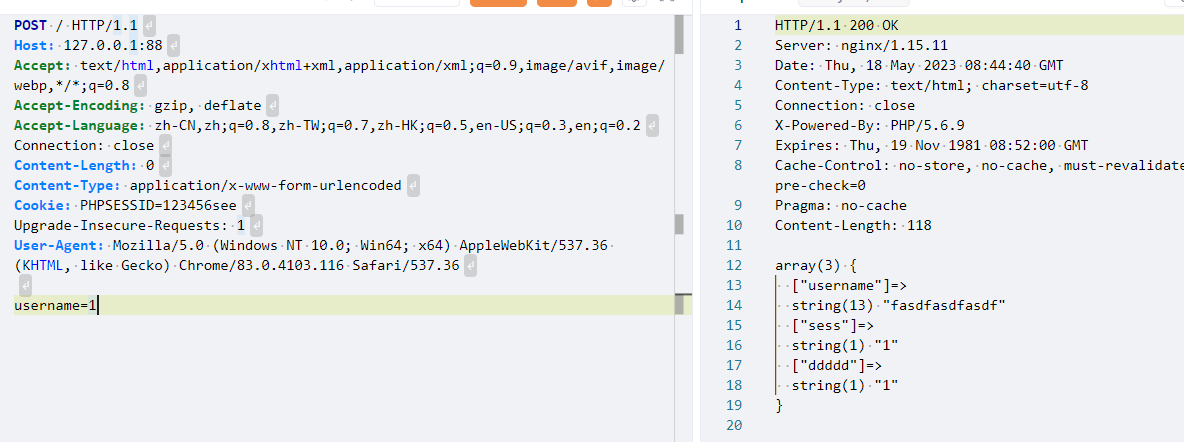 POST / HTTP/1.1
Host: 127.0.0.1:88
Accept: text/html,application/xhtml+xml,application/xml;q=0.9,image/avif,image/
webp,*/*;q=0.8
Accept-Encoding: gzip, deflate
Accept-Language: zh-CN,zh;q=0.8,zh-TW;q=0.7,zh-HK;q=0.5,en-US;q=0.3,en;q=0.2
Connection: close
Content-Length: 0
Content-Type: application/x-www-form-urlencoded
Cookie: PHPSESSID=123456see
Upgrade-Insecure-Requests: 1
User-Agent: Mozilla/5.0 (Windows NT 10.0; Win64; x64) AppleWebKit/537.36
(KHTML, like Gecko) Chrome/83.0.4103.116 Safari/537.36
username=1
1 HTTP/1.1 200 OK
2 Server: nginx/1.15.11
3 Date: Thu, 18 May 2023 08:44:40 GMT
4 Content-Type: text/html; charset=utf-8
5 Connection: close
6 X-Powered-By: PHP/5.6.9
7 Expires: Thu, 19 Nov 1981 08:52:00 GMT
8 Cache-Control: no-store, no-cache, must-revalidate
pre-check=0
9 Pragma: no-cache
10 Content-Length: 118
11
12 array(3) {
13 ["username"]=>
14 string(13) "fasdfasdfasdf"
15 ["sess"]=>
16 string(1) "1"
17 ["ddddd"]=>
18 string(1) "1"
19 }
20